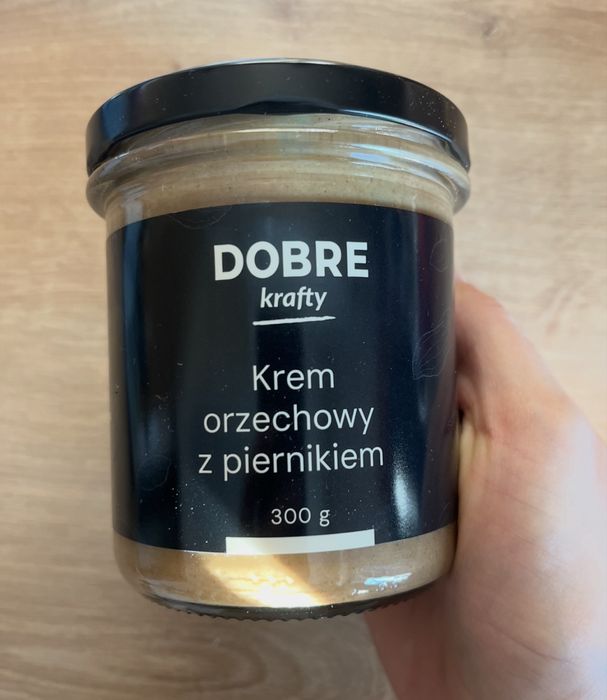 DOBRE
krafty
Krem
orzechowy
z piernikiem
300 g